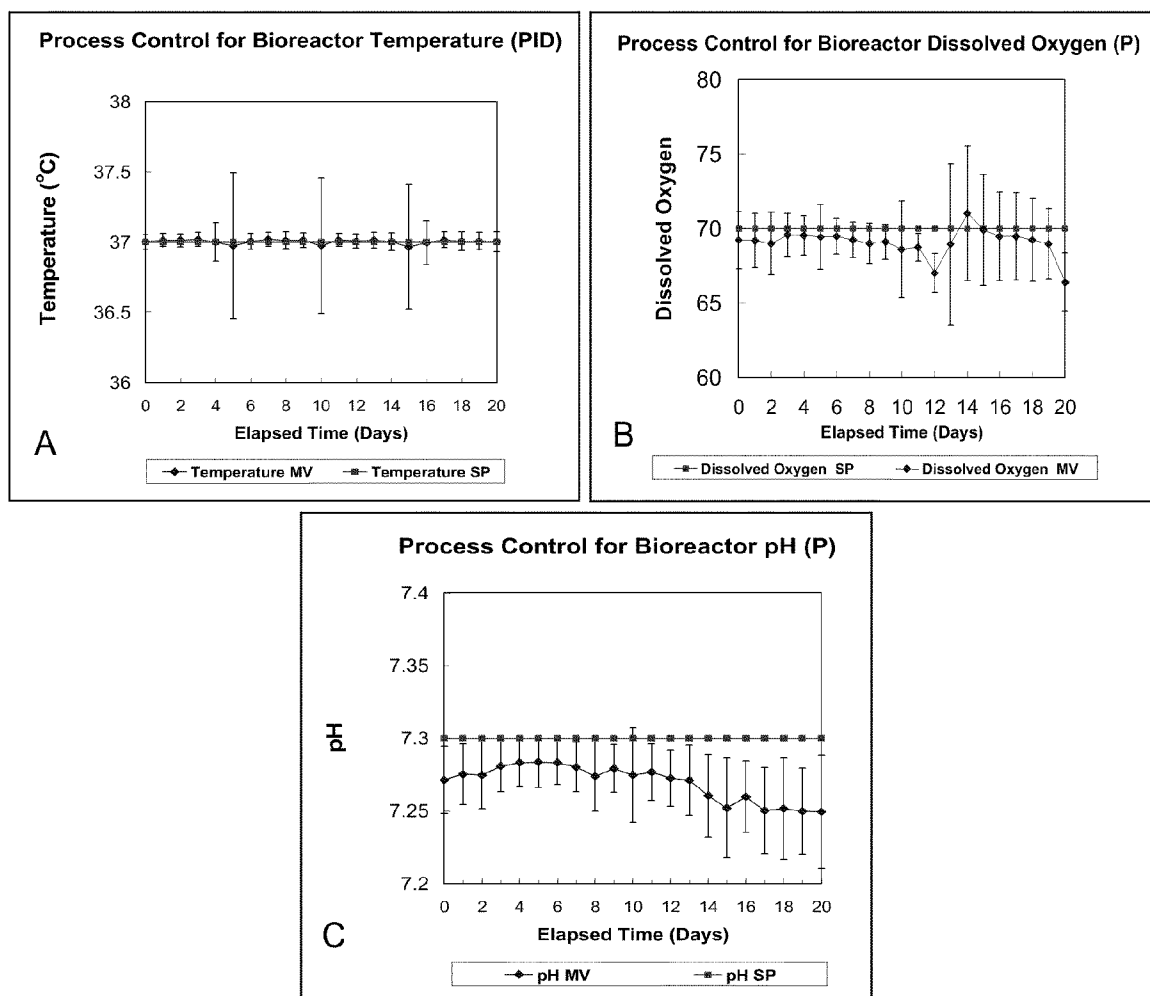 Process Control for Bioreactor Temperature (PID)
38
37.5
37
36.5
36
Temperature (°C)
0 2 4 6 8 10 12 14 16 18 20
Elapsed Time (Days)
A
Temperature MV Temperature SP
Process Control for Bioreactor Dissolved Oxygen (P)
80
75
70
65
60
Dissolved Oxygen
0 2 4 6 8 10 12 14 16 18 20
Elapsed Time (Days)
B
Dissolved Oxygen SP Dissolved Oxygen MV
Process Control for Bioreactor pH (P)
7.4
7.35
7.3
7.25
7.2
pH
0 2 4 6 8 10 12 14 16 18 20
Elapsed Time (Days)
C
pH MV pH SP